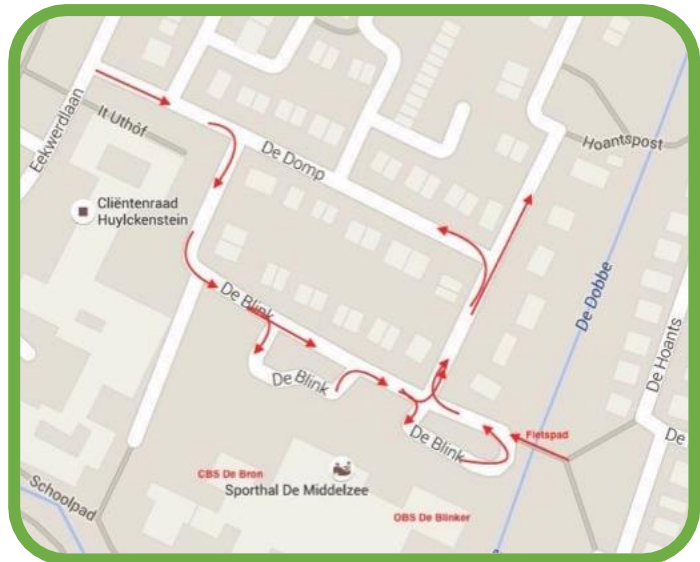 Eekwerdlaan
It Uthôf
De Domp
Hoantspost
Cliëntenraad
Huylckenstein
De Dobbe
De Blink
De Hoants
De Blink
De Blink
Fietspad
De
CBS De Bron
Sporthal De Middelzee
Schoolpad
OBS De Blinker